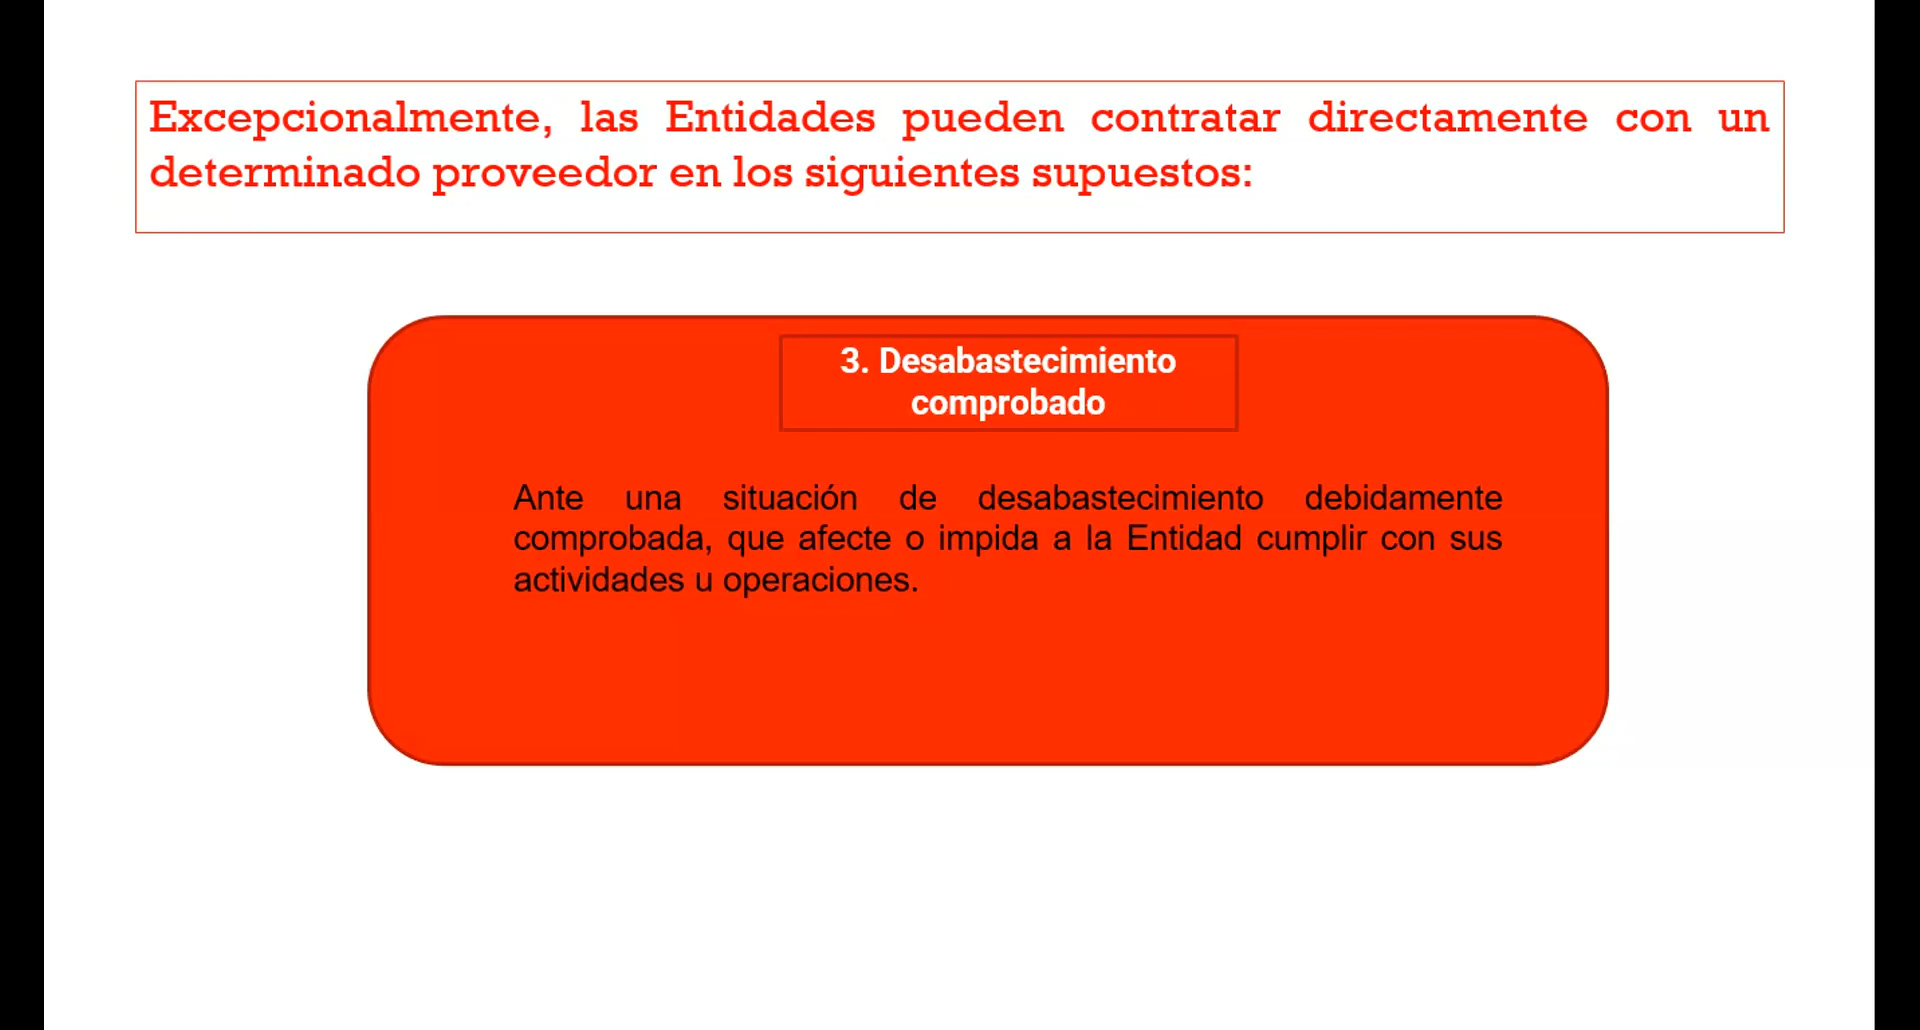 Excepcionalmente, las Entidades pueden contratar directamente con un
determinado proveedor en los siguientes supuestos:
3. Desabastecimiento
comprobado
Ante una situación de desabastecimiento debidamente
comprobada, que afecte o impida a la Entidad cumplir con sus
actividades u operaciones.